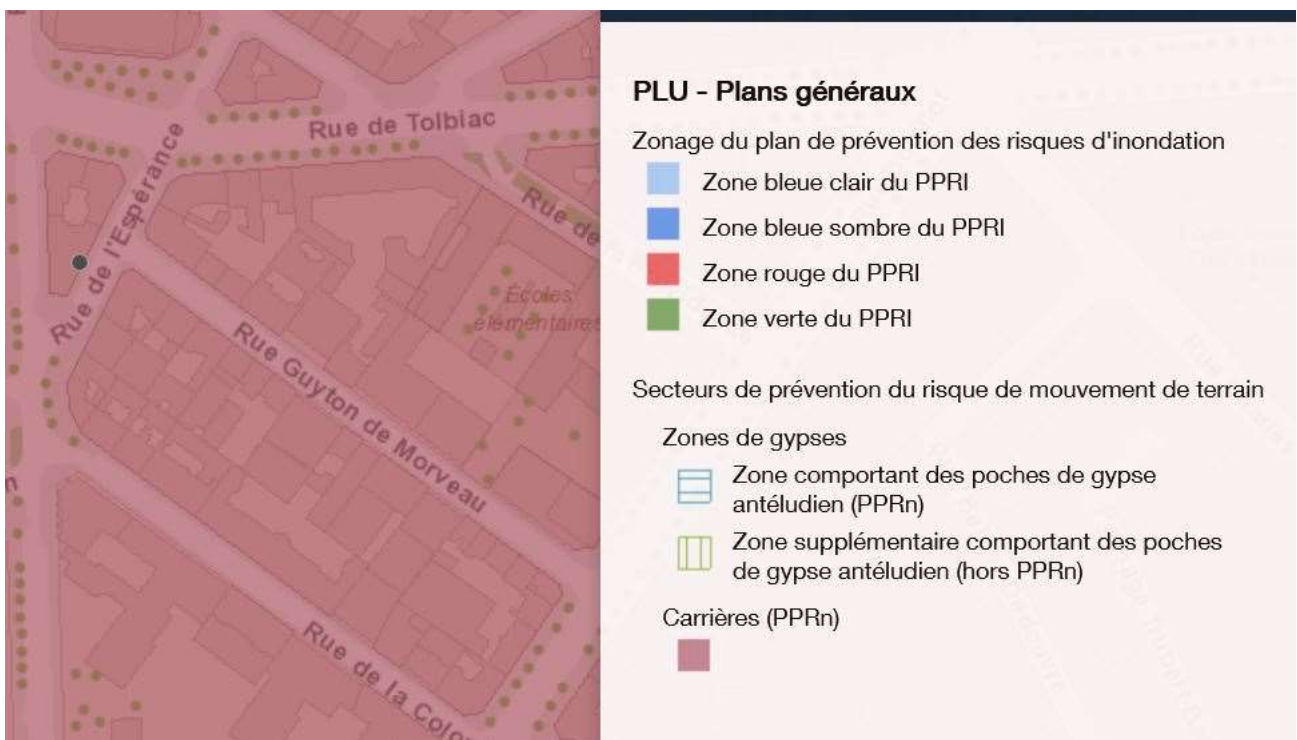 Rue de Tolbiac
Rue de l'Espérance
Rue de
Écoles
élémentaires
Rue Guyton de Morveau
Rue de la Colo
PLU - Plans généraux
Zonage du plan de prévention des risques d'inondation
Zone bleue clair du PPRI
Zone bleue sombre du PPRI
Zone rouge du PPRI
Zone verte du PPRI
Secteurs de prévention du risque de mouvement de terrain
Zones de gypses
Zone comportant des poches de gypse
antéludien (PPRn)
Zone supplémentaire comportant des poches
de gypse antéludien (hors PPRn)
Carrières (PPRn)